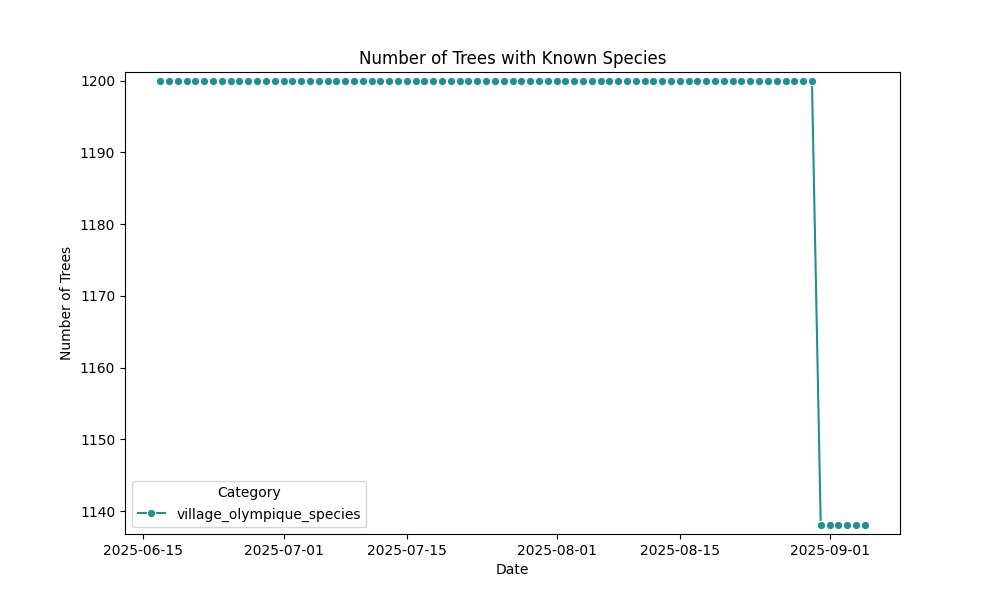 Number of Trees with Known Species
Number of Trees
1200
1190
1180
1170
1160
1150
1140
Category
village_olympique_species
2025-06-15
2025-07-01
2025-07-15
2025-08-01
2025-08-15
2025-09-01
Date